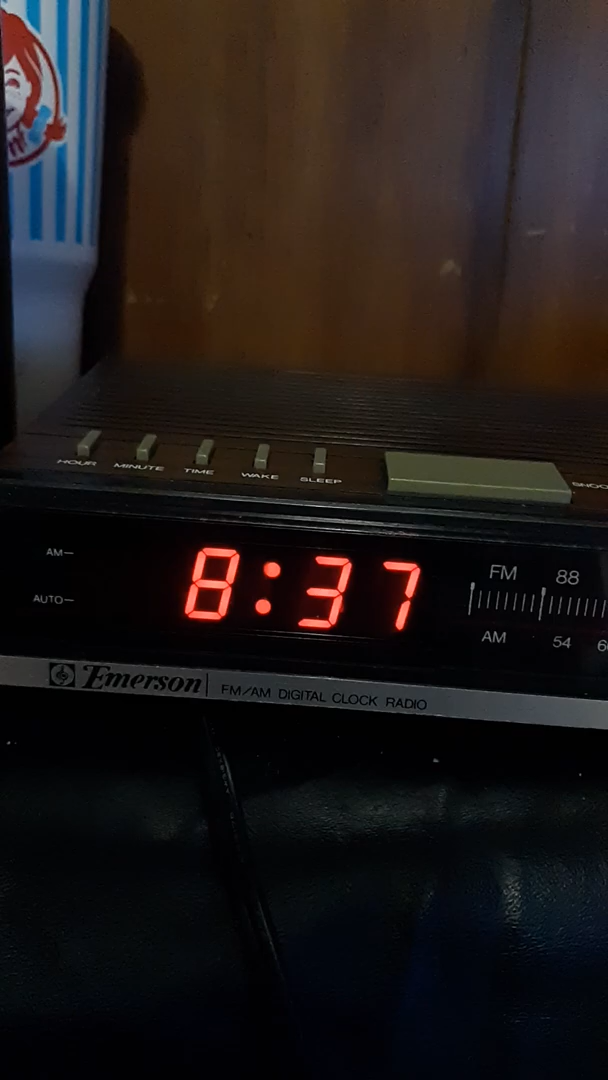 HOUR MINUTE TIME WAKE SLEEP
AM
AUTO
8:37
FM 88
AM 54
Emerson FM/AM DIGITAL CLOCK RADIO